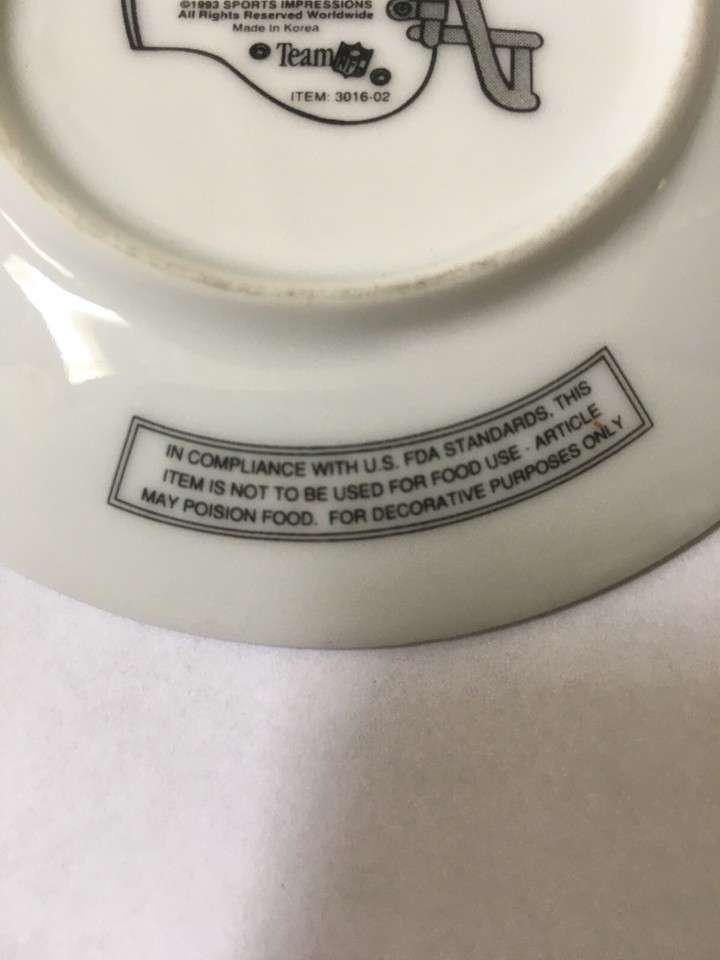 ©1993 SPORTS IMPRESSIONS
All Rights Reserved Worldwide
Made in Korea
Team NFL
ITEM: 3016-02
IN COMPLIANCE WITH U.S. FDA STANDARDS, THIS
ITEM IS NOT TO BE USED FOR FOOD USE - ARTICLE
MAY POISION FOOD. FOR DECORATIVE PURPOSES ONLY